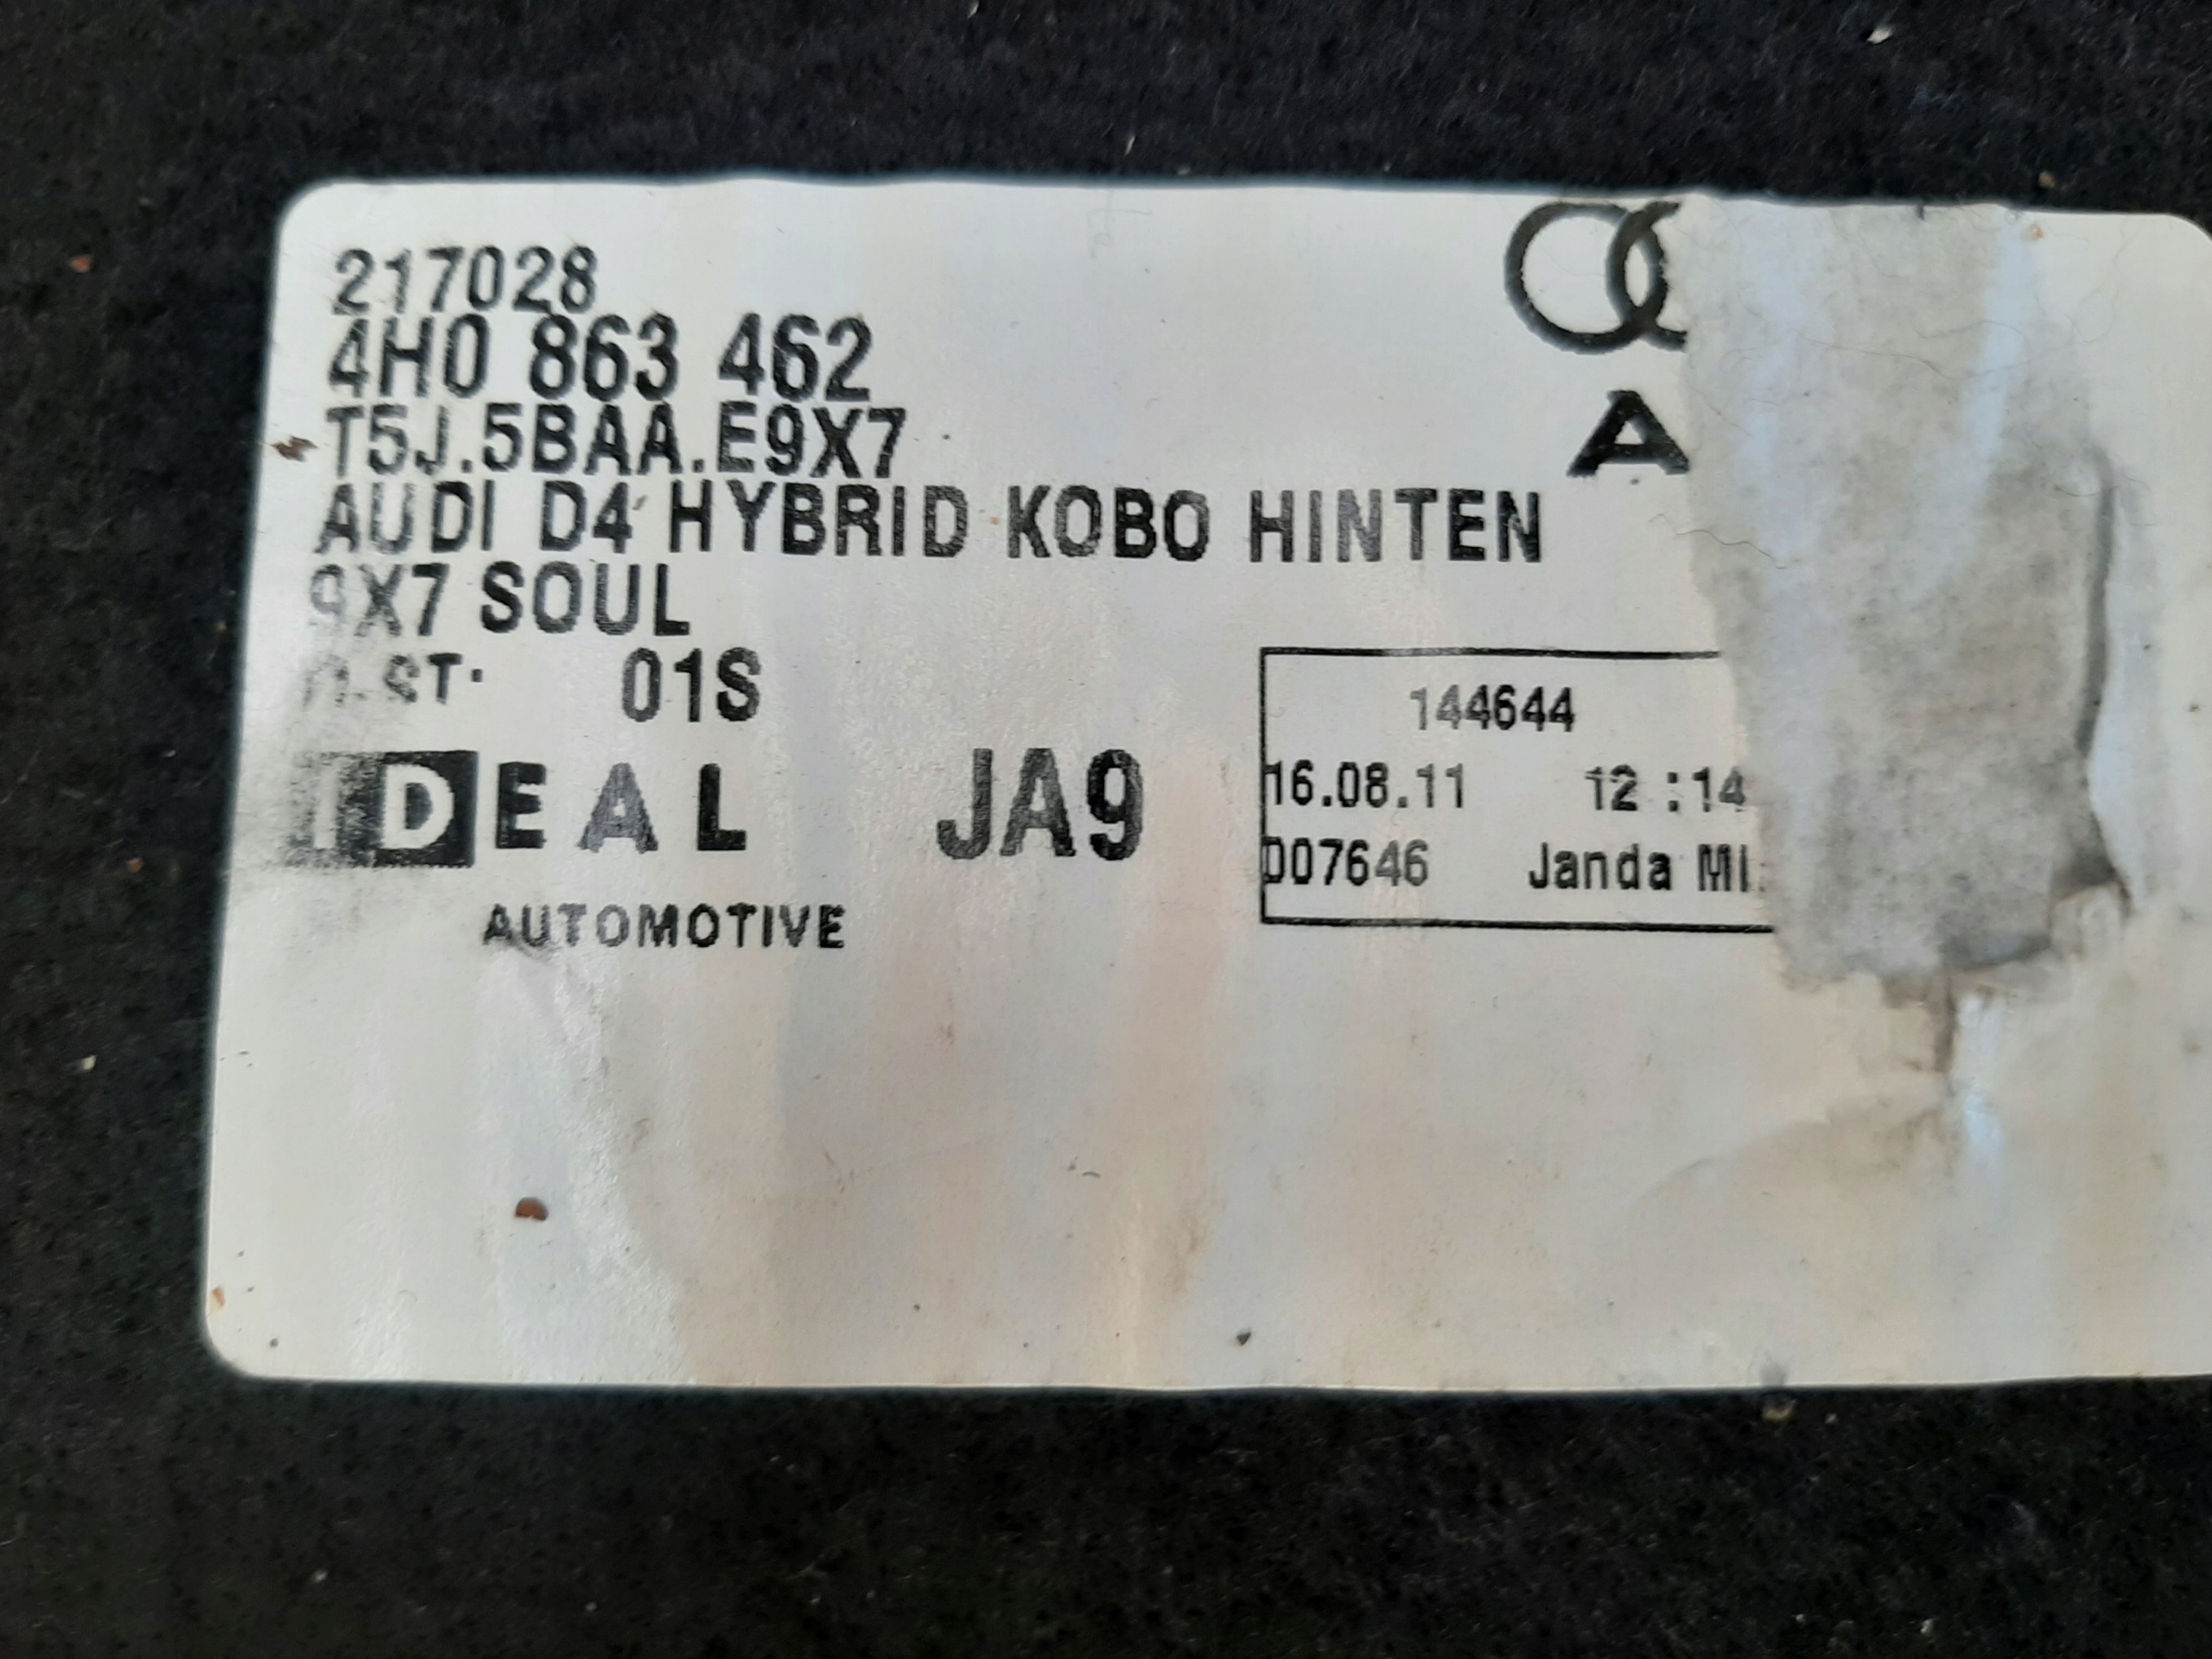 217028
4H0 863 462
T5J.5BAA.E9X7
AUDI D4 HYBRID KOBO HINTEN
9X7 SOUL
01S
144644
16.08.11 12:14
IDEAL JA9
007646 Janda
AUTOMOTIVE